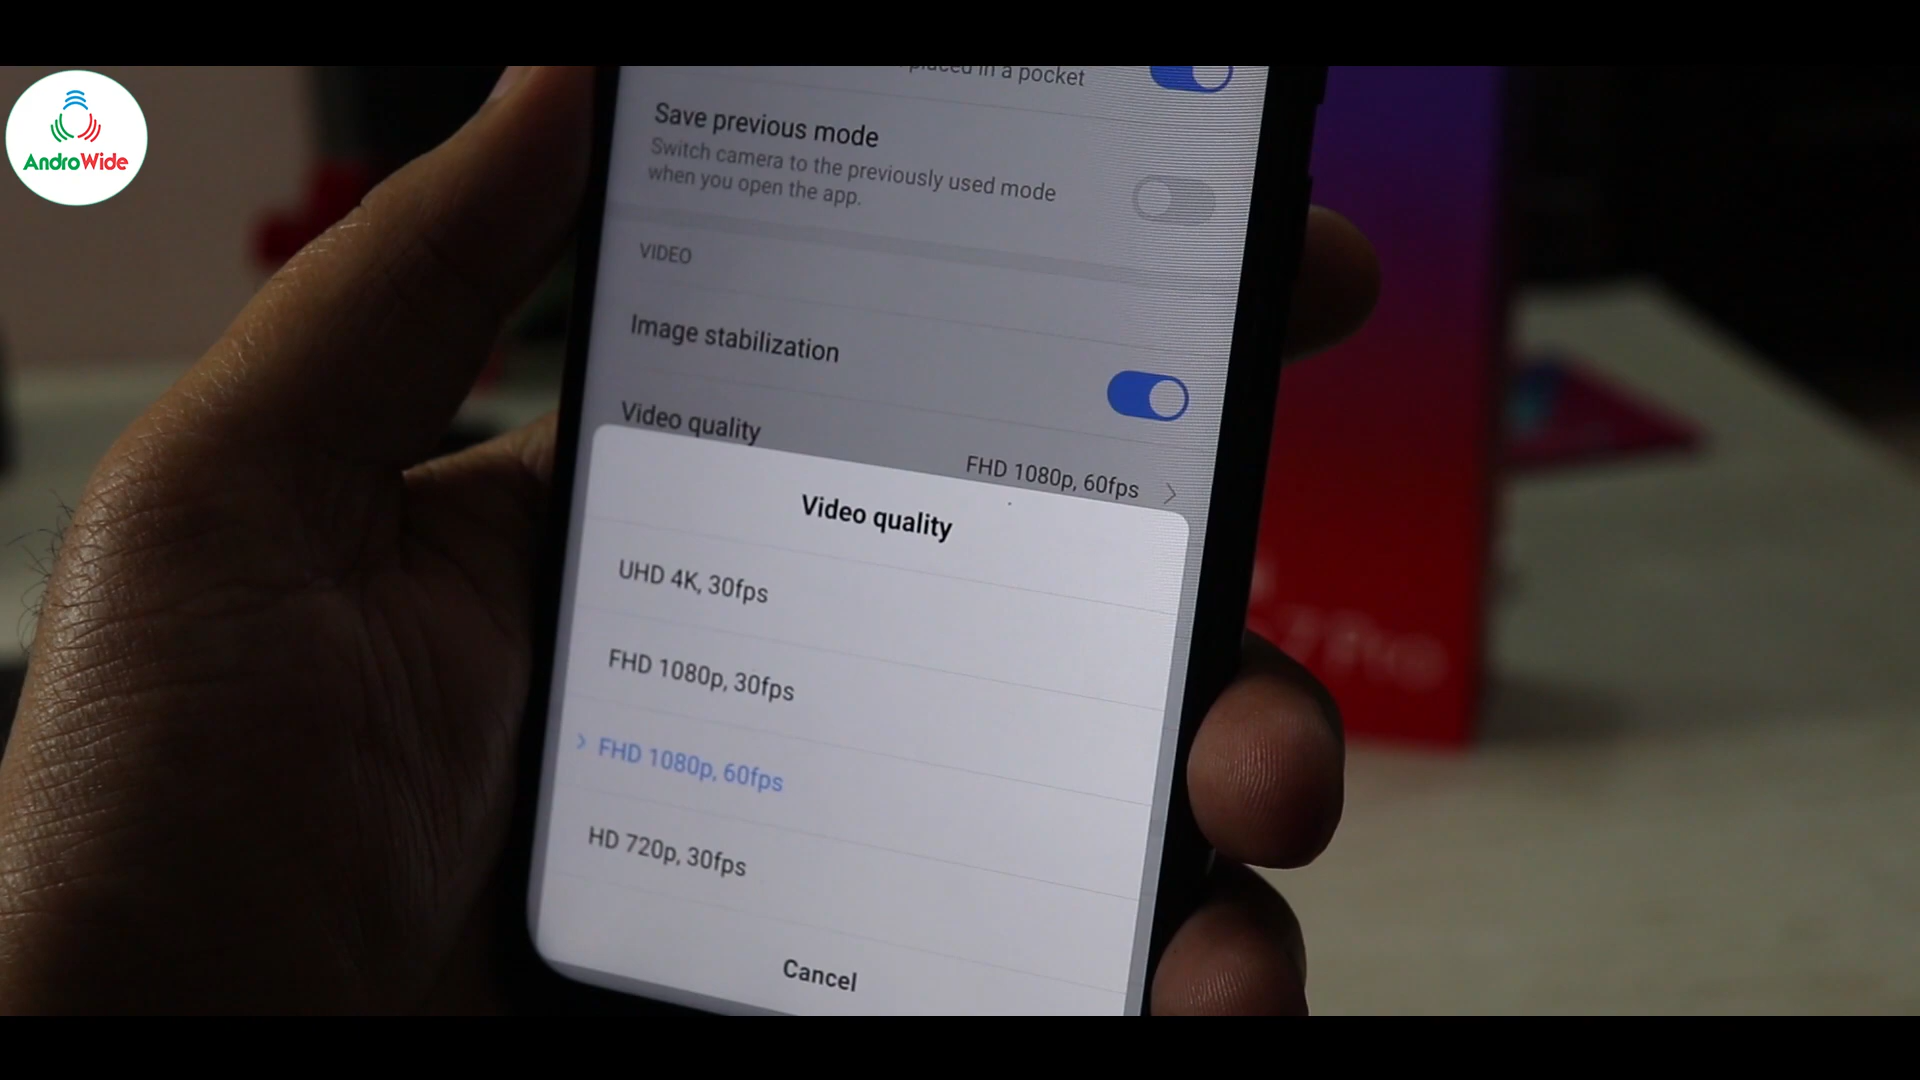 AndroWide
placed in a pocket
Save previous mode
Switch camera to the previously used mode
when you open the app.
VIDEO
Image stabilization
Video quality
FHD 1080p, 60fps
Video quality
UHD 4K, 30fps
FHD 1080p, 30fps
FHD 1080p, 60fps
HD 720p, 30fps
Cancel